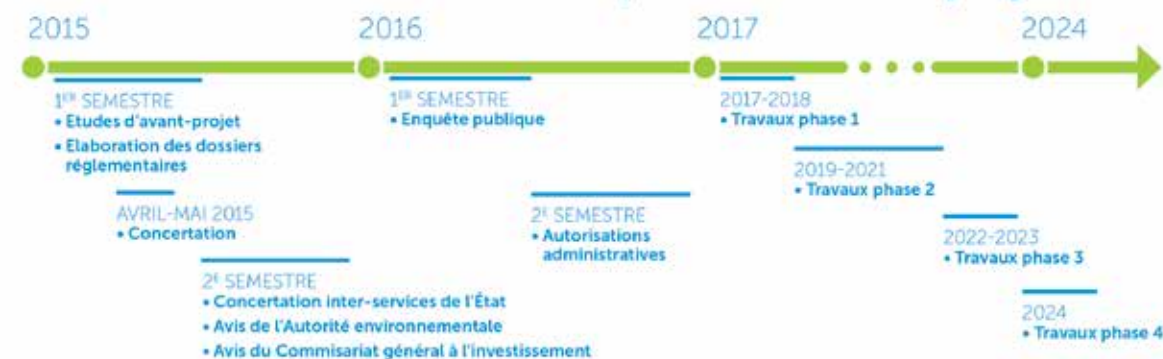 2015
2016
2017
2024
1ER SEMESTRE
• Etudes d'avant-projet
• Elaboration des dossiers
réglementaires
AVRIL-MAI 2015
• Concertation
2E SEMESTRE
• Concertation inter-services de l'État
• Avis de l'Autorité environnementale
• Avis du Commisariat général à l'investissement
1ER SEMESTRE
• Enquête publique
2E SEMESTRE
• Autorisations
administratives
2017-2018
• Travaux phase 1
2019-2021
• Travaux phase 2
2022-2023
• Travaux phase 3
2024
• Travaux phase 4